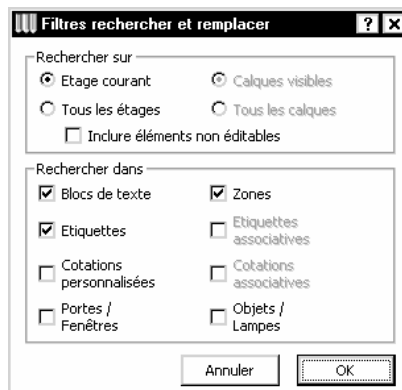 Filtres rechercher et remplacer
Rechercher sur
Etage courant
Calques visibles
Tous les étages
Tous les calques
Inclure éléments non éditables
Rechercher dans
Blocs de texte
Zones
Etiquettes
Etiquettes
associatives
Cotations
personnalisées
Cotations
associatives
Portes /
Fenêtres
Objets /
Lampes
Annuler
OK